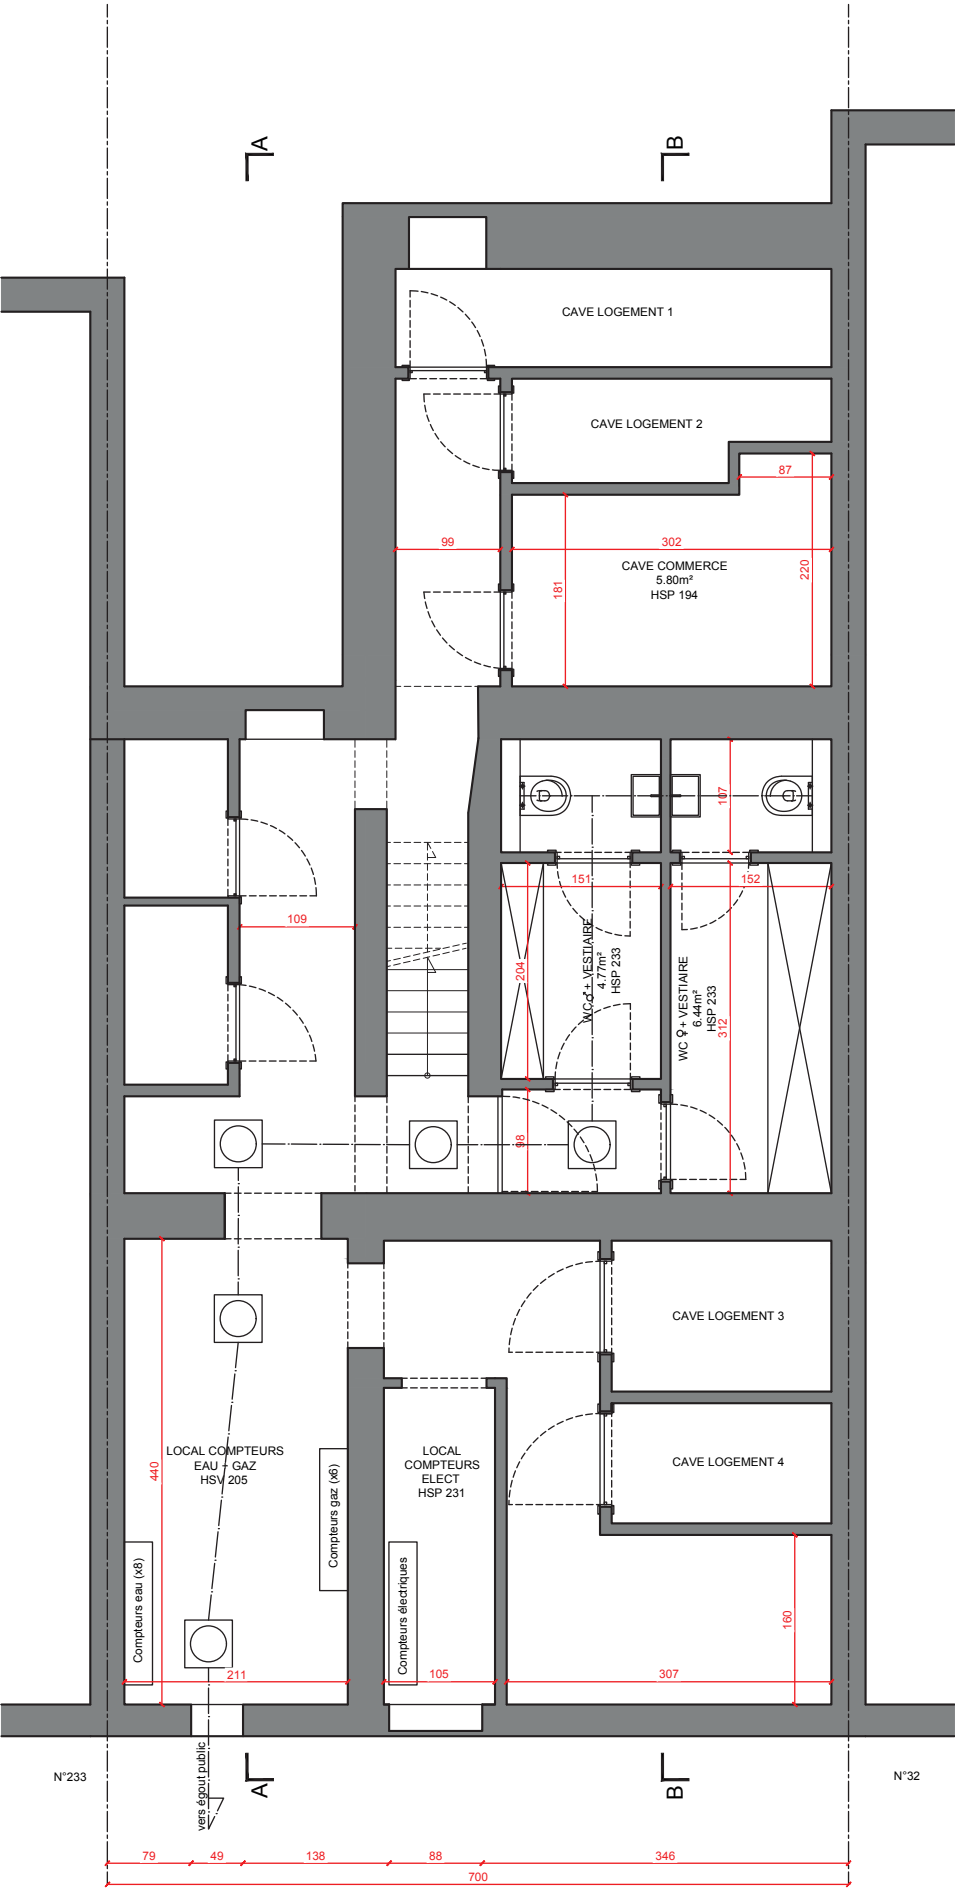 A
B
CAVE LOGEMENT 1
CAVE LOGEMENT 2
87
99
302
CAVE COMMERCE
5.80m²
HSP 194
181
220
107
151
152
109
204
WC ♂ + VESTIAIRE
4.77m²
HSP 233
WC ♀ + VESTIAIRE
6.44m²
HSP 233
312
98
CAVE LOGEMENT 3
LOCAL COMPTEURS
EAU + GAZ
HSV 205
440
Compteurs gaz (x6)
LOCAL
COMPTEURS
ELECT
HSP 231
CAVE LOGEMENT 4
Compteurs eau (x8)
Compteurs électriques
160
211
105
307
vers égout public
N°233
A
B
N°32
79
49
138
88
346
700